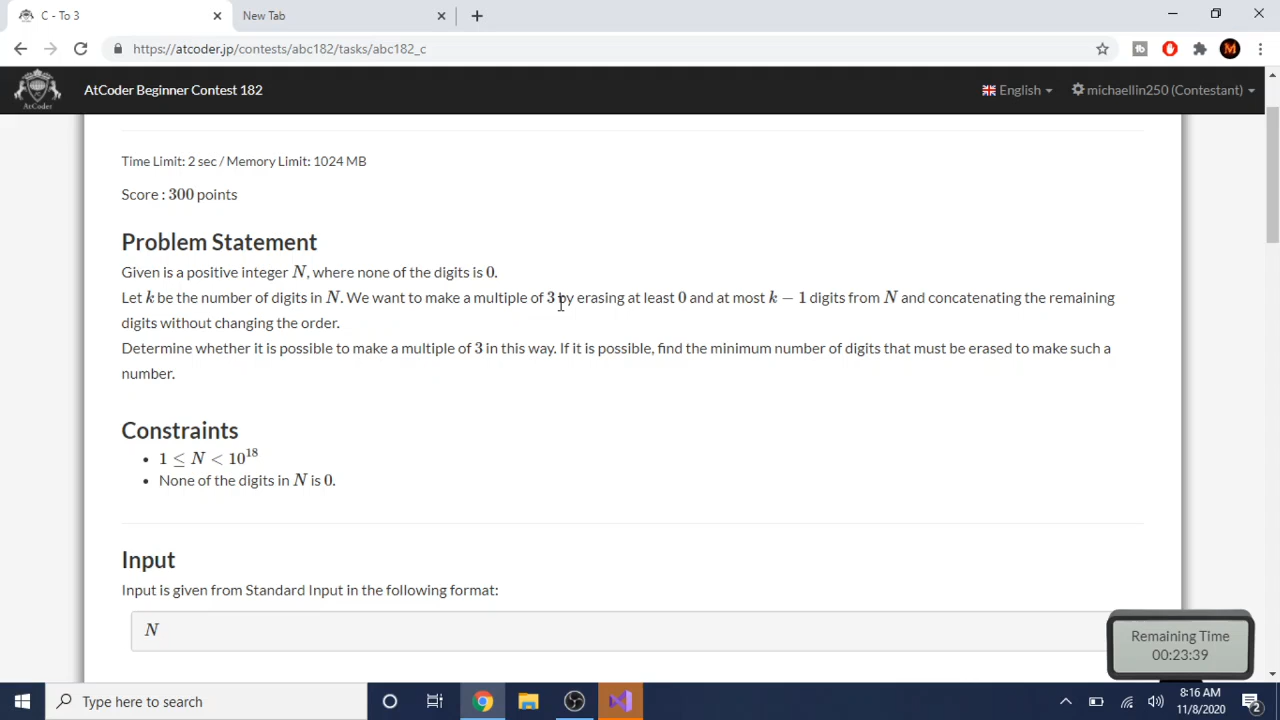 C - To 3
New Tab
https://atcoder.jp/contests/abc182/tasks/abc182_c
M
AtCoder
AtCoder Beginner Contest 182
English
michaellin250 (Contestant)
Time Limit: 2 sec / Memory Limit: 1024 MB
Score : 300 points
Problem Statement
Given is a positive integer N, where none of the digits is 0.
Let k be the number of digits in N. We want to make a multiple of 3 by erasing at least 0 and at most k − 1 digits from N and concatenating the remaining
digits without changing the order.
Determine whether it is possible to make a multiple of 3 in this way. If it is possible, find the minimum number of digits that must be erased to make such a
number.
Constraints
• 1 ≤ N < 10^18
• None of the digits in N is 0.
Input
Input is given from Standard Input in the following format:
N
Remaining Time
00:23:39
Type here to search
8:16 AM
11/8/2020
2